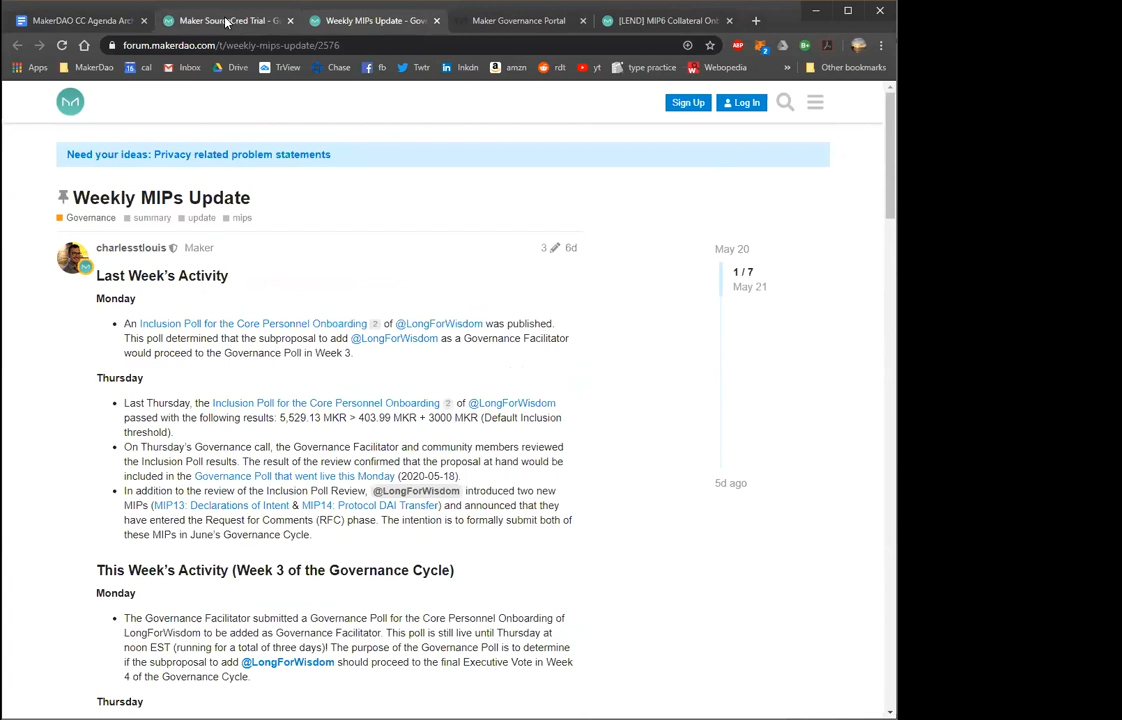 MakerDAO CC Agenda Arch
Maker SourceCred Trial - G
Weekly MIPs Update - Gov
Maker Governance Portal
[LEND] MIP6 Collateral Onb
forum.makerdao.com/t/weekly-mips-update/2576
Apps MakerDao cal Inbox Drive TrView Chase fb Twtr Inkdn amzn rdt yt type practice Webopedia » Other bookmarks
Sign Up Log In
Need your ideas: Privacy related problem statements
Weekly MIPs Update
Governance summary update mips
charlesstlouis Maker 3 6d
Last Week's Activity
Monday
• An Inclusion Poll for the Core Personnel Onboarding 2 of @LongForWisdom was published.
This poll determined that the subproposal to add @LongForWisdom as a Governance Facilitator
would proceed to the Governance Poll in Week 3.
Thursday
• Last Thursday, the Inclusion Poll for the Core Personnel Onboarding 2 of @LongForWisdom
passed with the following results: 5,529.13 MKR > 403.99 MKR + 3000 MKR (Default Inclusion
threshold).
• On Thursday's Governance call, the Governance Facilitator and community members reviewed
the Inclusion Poll results. The result of the review confirmed that the proposal at hand would be
included in the Governance Poll that went live this Monday (2020-05-18).
• In addition to the review of the Inclusion Poll Review, @LongForWisdom introduced two new
MIPs (MIP13: Declarations of Intent & MIP14: Protocol DAI Transfer) and announced that they
have entered the Request for Comments (RFC) phase. The intention is to formally submit both of
these MIPs in June's Governance Cycle.
This Week's Activity (Week 3 of the Governance Cycle)
Monday
• The Governance Facilitator submitted a Governance Poll for the Core Personnel Onboarding of
LongForWisdom to be added as Governance Facilitator. This poll is still live until Thursday at
noon EST (running for a total of three days)! The purpose of the Governance Poll is to determine
if the subproposal to add @LongForWisdom should proceed to the final Executive Vote in Week
4 of the Governance Cycle.
Thursday
May 20
1 / 7
May 21
5d ago